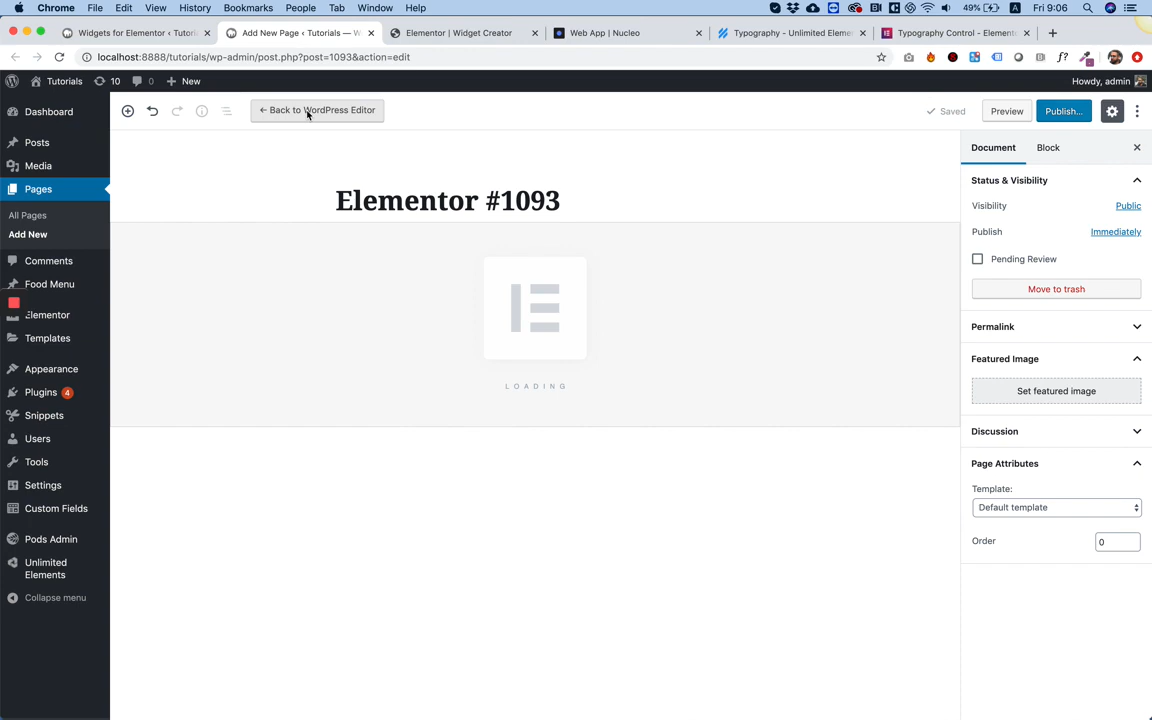 Chrome File Edit View History Bookmarks People Tab Window Help 49% A Fri 9:06
Widgets for Elementor ‹ Tutori
Add New Page ‹ Tutorials — W
Elementor | Widget Creator
Web App | Nucleo
Typography - Unlimited Eleme
Typography Control - Elemente
localhost:8888/tutorials/wp-admin/post.php?post=1093&action=edit
f?
Tutorials 10 0 New Howdy, admin
Dashboard
Posts
Media
Pages
All Pages
Add New
Comments
Food Menu
Elementor
Templates
Appearance
Plugins 4
Snippets
Users
Tools
Settings
Custom Fields
Pods Admin
Unlimited
Elements
Collapse menu
← Back to WordPress Editor
Saved Preview Publish...
Elementor #1093
LOADING
Document Block
Status & Visibility
Visibility Public
Publish Immediately
Pending Review
Move to trash
Permalink
Featured Image
Set featured image
Discussion
Page Attributes
Template:
Default template
Order 0